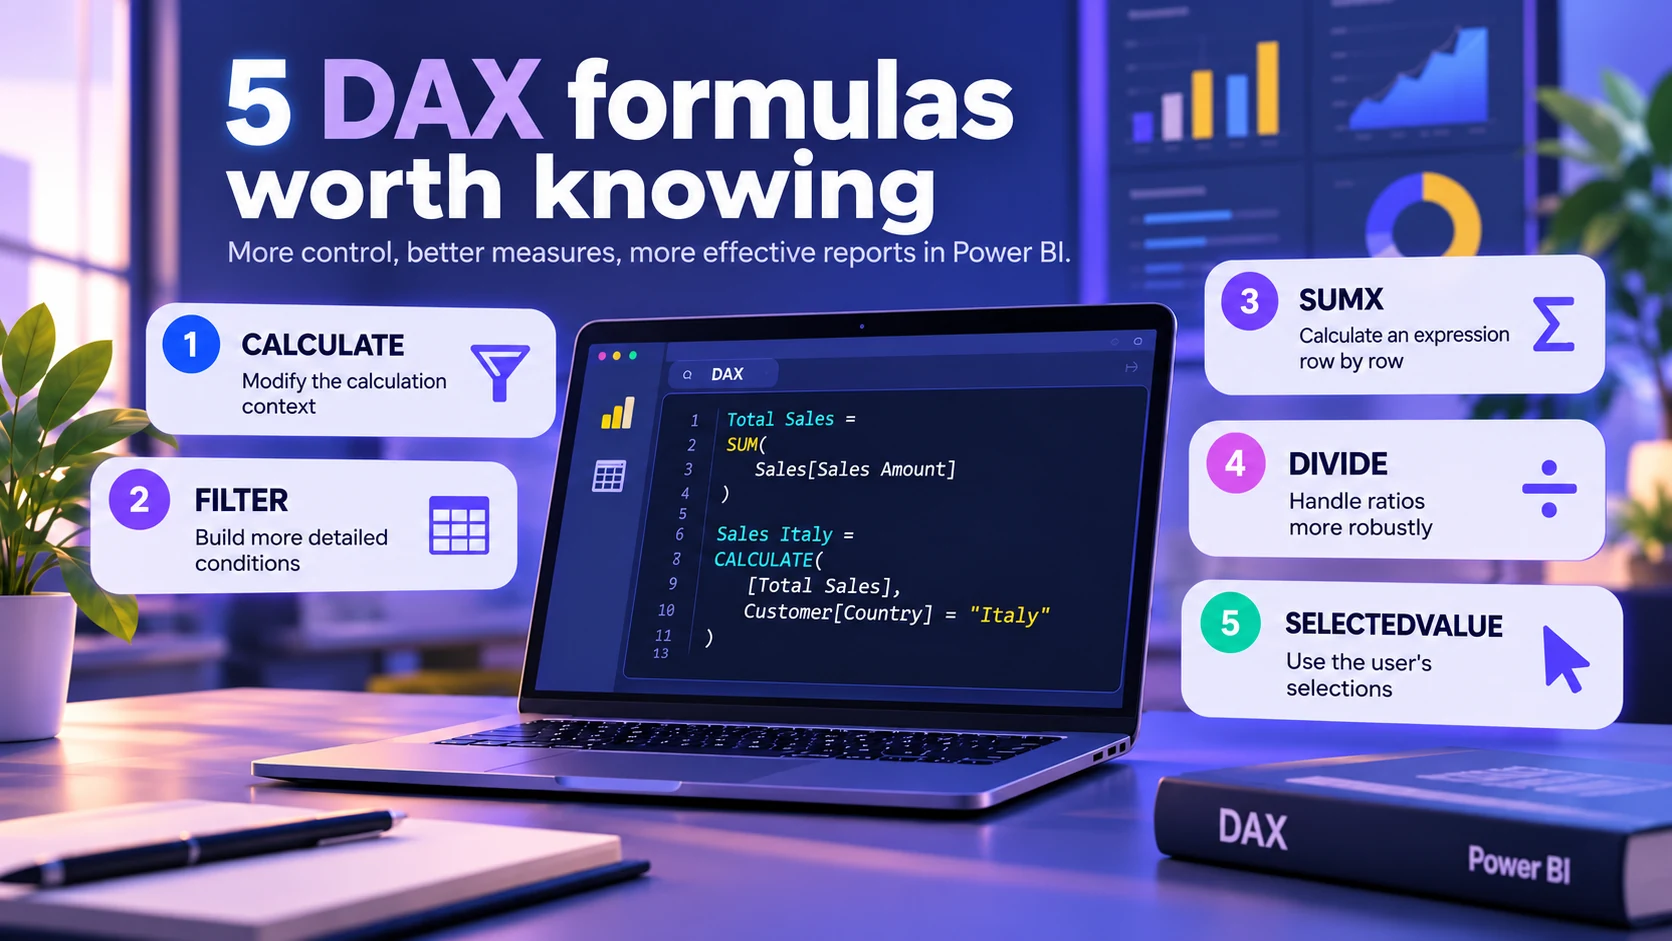 5 DAX formulas
worth knowing
More control, better measures, more effective reports in Power BI.
1
CALCULATE
Modify the calculation
context
2
FILTER
Build more detailed
conditions
DAX
1 Total Sales =
2 SUM(
3 Sales[Sales Amount]
4 )
5
6 Sales Italy =
8 CALCULATE(
9 [Total Sales],
10 Customer[Country] = "Italy"
11 )
13
3
SUMX
Calculate an expression
row by row
Σ
4
DIVIDE
Handle ratios
more robustly
÷
5
SELECTEDVALUE
Use the user's
selections
DAX
Power BI